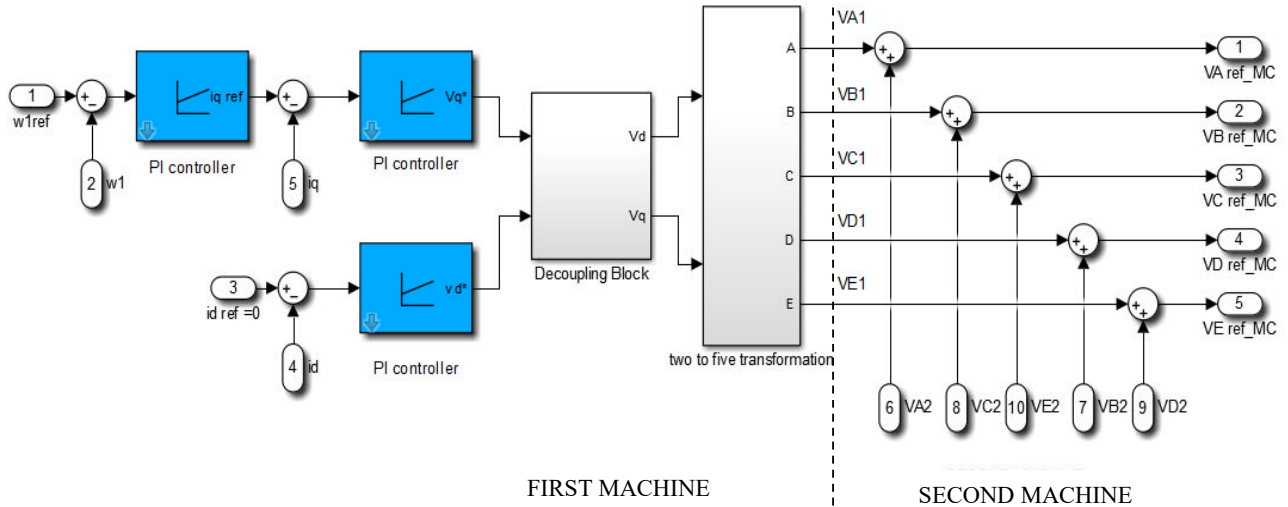 1
w1ref
+
−
2
w1
iq ref
PI controller
+
−
5
iq
Vq*
PI controller
3
id ref =0
+
−
4
id
vd*
PI controller
Vd
Vq
Decoupling Block
A
B
C
D
E
two to five transformation
VA1
VB1
VC1
VD1
VE1
+
+
+
+
+
+
+
+
+
+
1
VA ref_MC
2
VB ref_MC
3
VC ref_MC
4
VD ref_MC
5
VE ref_MC
6
VA2
8
VC2
10
VE2
7
VB2
9
VD2
FIRST MACHINE
SECOND MACHINE